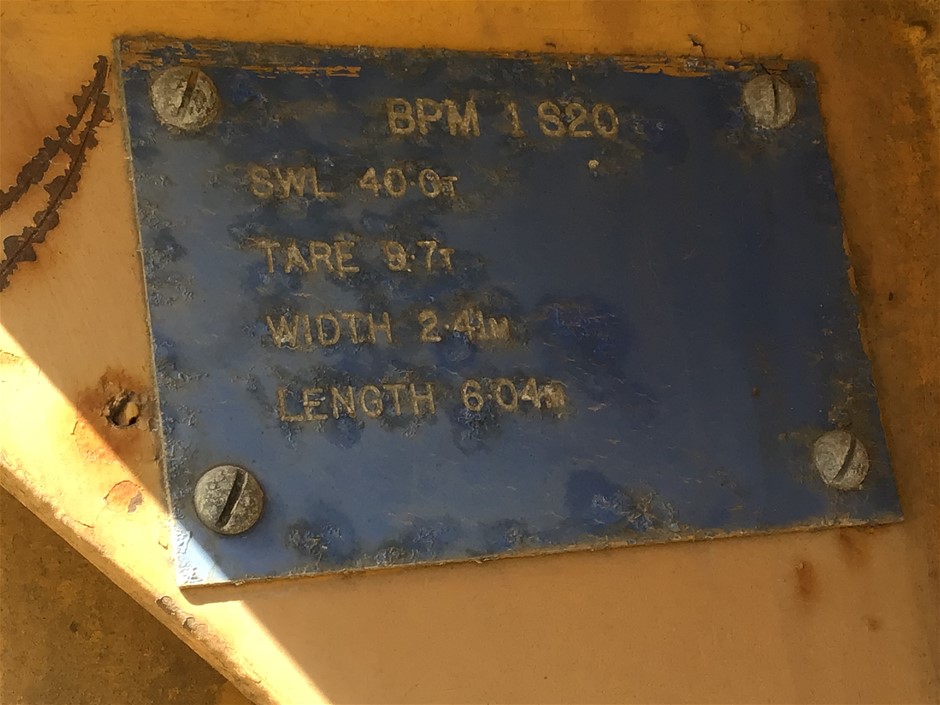 BPM 1 S20
SWL 40·0T
TARE 9·7T
WIDTH 2·41M
LENGTH 6·04M